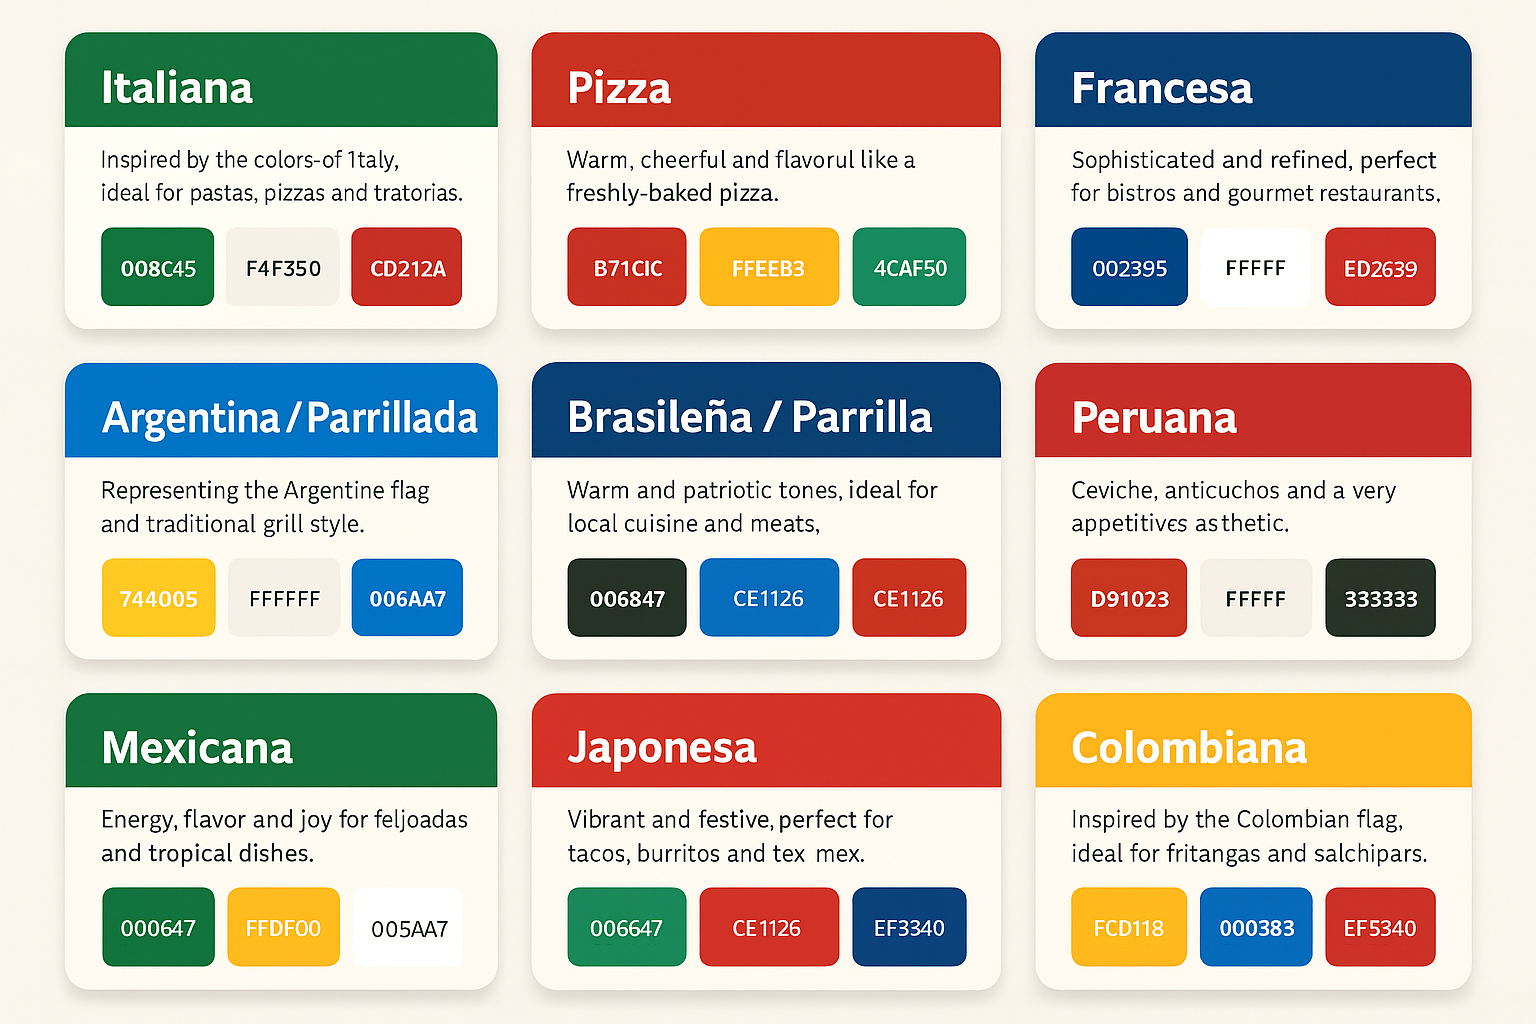 Italiana
Inspired by the colors-of 1taly,
ideal for pastas, pizzas and tratorias.
008C45
F4F350
CD212A
Pizza
Warm, cheerful and flavorul like a
freshly-baked pizza.
B71CIC
FFEEB3
4CAF50
Francesa
Sophisticated and refined, perfect
for bistros and gourmet restaurants,
002395
FFFFF
ED2639
Argentina / Parrillada
Representing the Argentine flag
and traditional grill style.
744005
FFFFFF
006AA7
Brasileña / Parrilla
Warm and patriotic tones, ideal for
local cuisine and meats,
006847
CE1126
CE1126
Peruana
Ceviche, anticuchos and a very
appetitives asthetic.
D91023
FFFFF
333333
Mexicana
Energy, flavor and joy for feljoadas
and tropical dishes.
000647
FFDF00
005AA7
Japonesa
Vibrant and festive, perfect for
tacos, burritos and tex mex.
006647
CE1126
EF3340
Colombiana
Inspired by the Colombian flag,
ideal for fritangas and salchipars.
FCD118
000383
EF5340